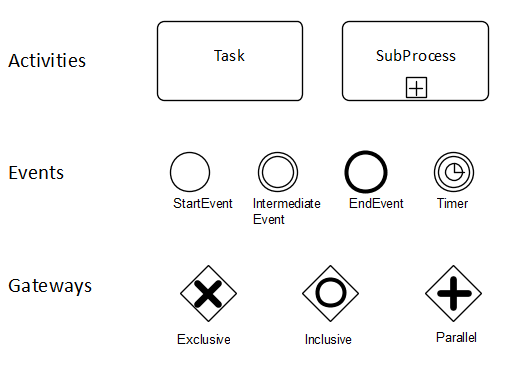 Activities
Task
SubProcess
Events
StartEvent
Intermediate
Event
EndEvent
Timer
Gateways
Exclusive
Inclusive
Parallel